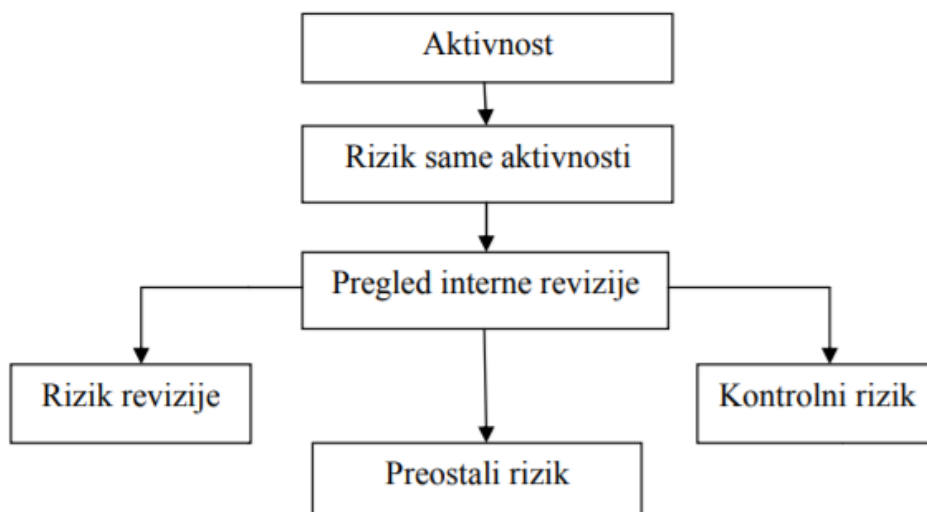 Aktivnost
Rizik same aktivnosti
Pregled interne revizije
Rizik revizije
Kontrolni rizik
Preostali rizik